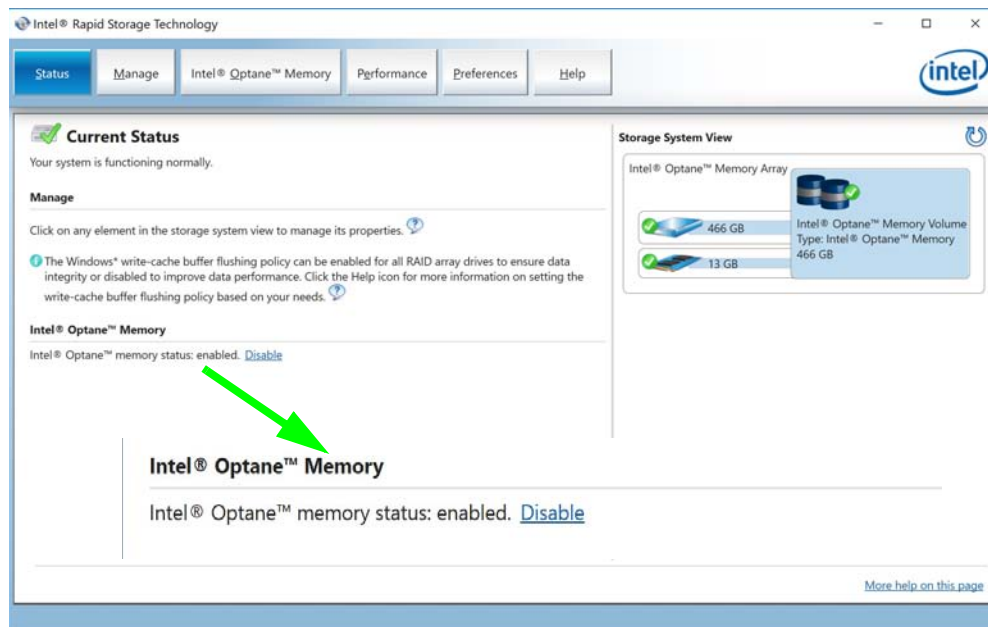 Intel® Rapid Storage Technology
Status
Manage
Intel® Optane™ Memory
Performance
Preferences
Help
intel
Current Status
Your system is functioning normally.
Manage
Click on any element in the storage system view to manage its properties.
The Windows* write-cache buffer flushing policy can be enabled for all RAID array drives to ensure data
integrity or disabled to improve data performance. Click the Help icon for more information on setting the
write-cache buffer flushing policy based on your needs.
Intel® Optane™ Memory
Intel® Optane™ memory status: enabled. Disable
Storage System View
Intel® Optane™ Memory Array
466 GB
13 GB
Intel® Optane™ Memory Volume
Type: Intel® Optane™ Memory
466 GB
Intel® Optane™ Memory
Intel® Optane™ memory status: enabled. Disable
More help on this page